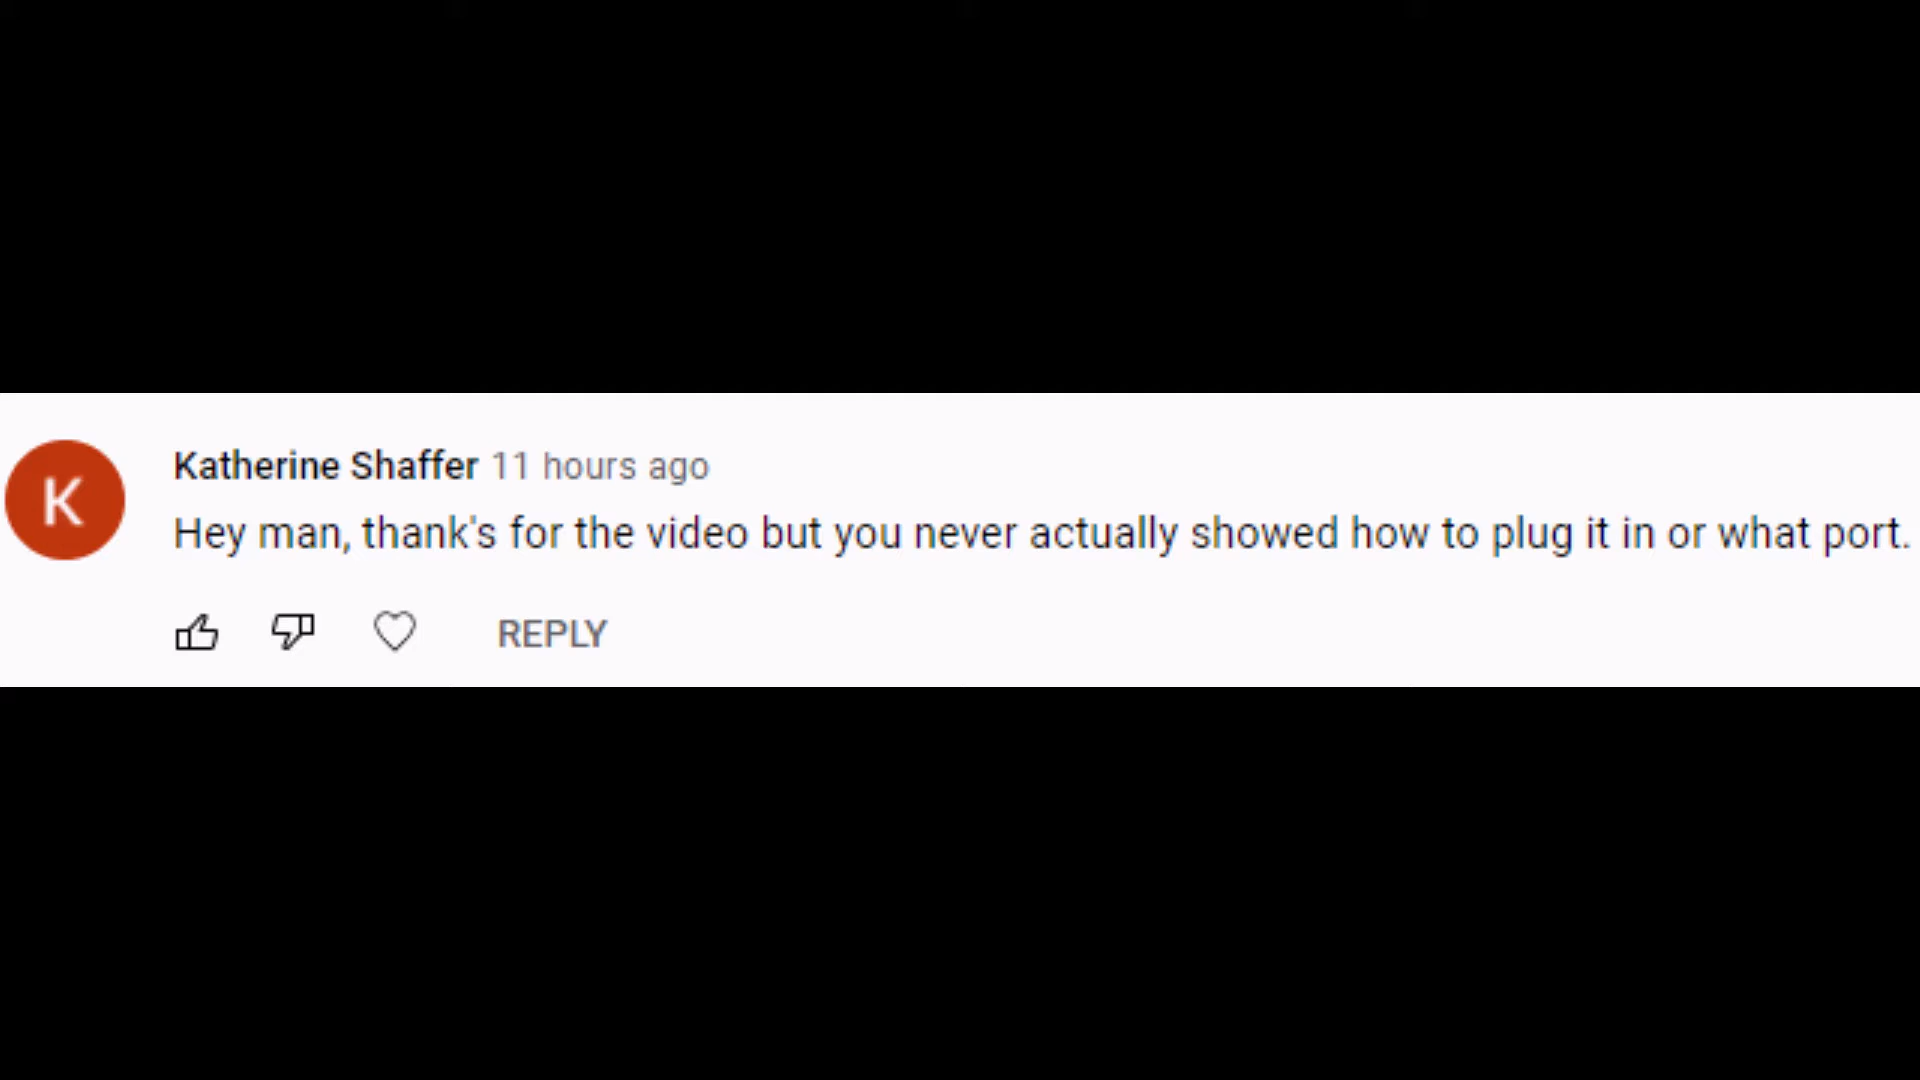 K
Katherine Shaffer 11 hours ago
Hey man, thank's for the video but you never actually showed how to plug it in or what port.
REPLY